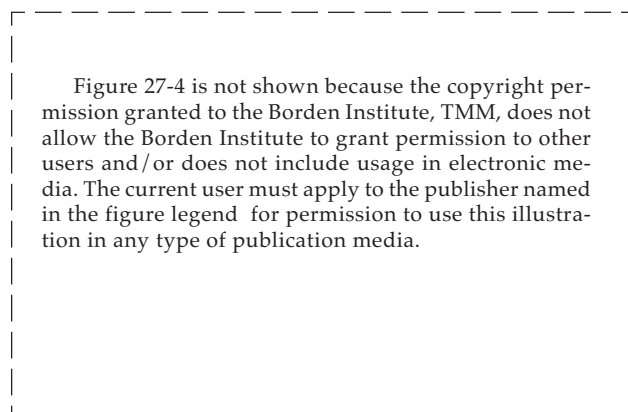 Figure 27-4 is not shown because the copyright per-
mission granted to the Borden Institute, TMM, does not
allow the Borden Institute to grant permission to other
users and/or does not include usage in electronic me-
dia. The current user must apply to the publisher named
in the figure legend  for permission to use this illustra-
tion in any type of publication media.